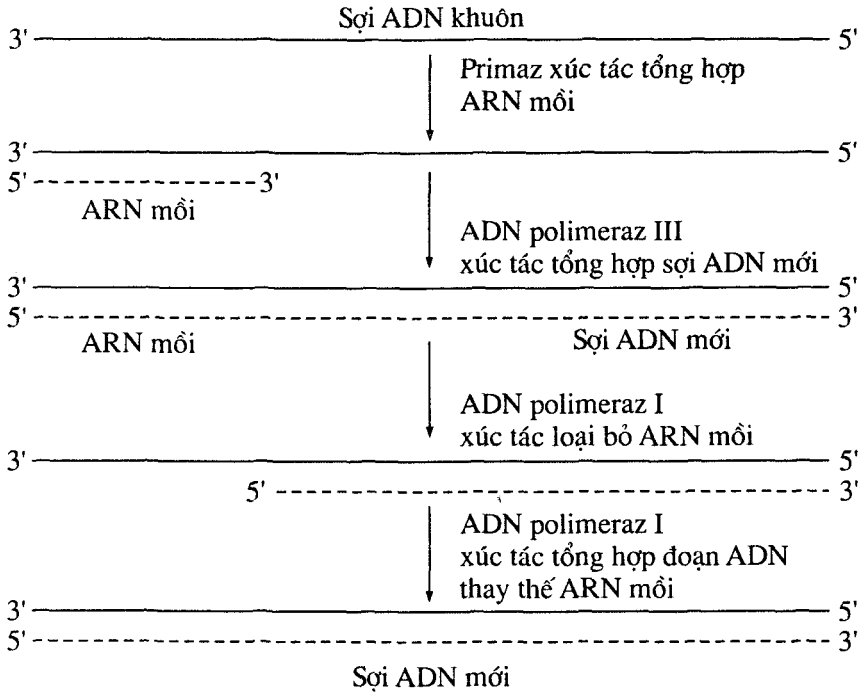 Sợi ADN khuôn
3' 5'
Primaz xúc tác tổng hợp
ARN mồi
3' 5'
5' 3'
ARN mồi
ADN polimeraz III
xúc tác tổng hợp sợi ADN mới
3' 5'
5' 3'
ARN mồi Sợi ADN mới
ADN polimeraz I
xúc tác loại bỏ ARN mồi
3' 5'
5' 3'
ADN polimeraz I
xúc tác tổng hợp đoạn ADN
thay thế ARN mồi
3' 5'
5' 3'
Sợi ADN mới